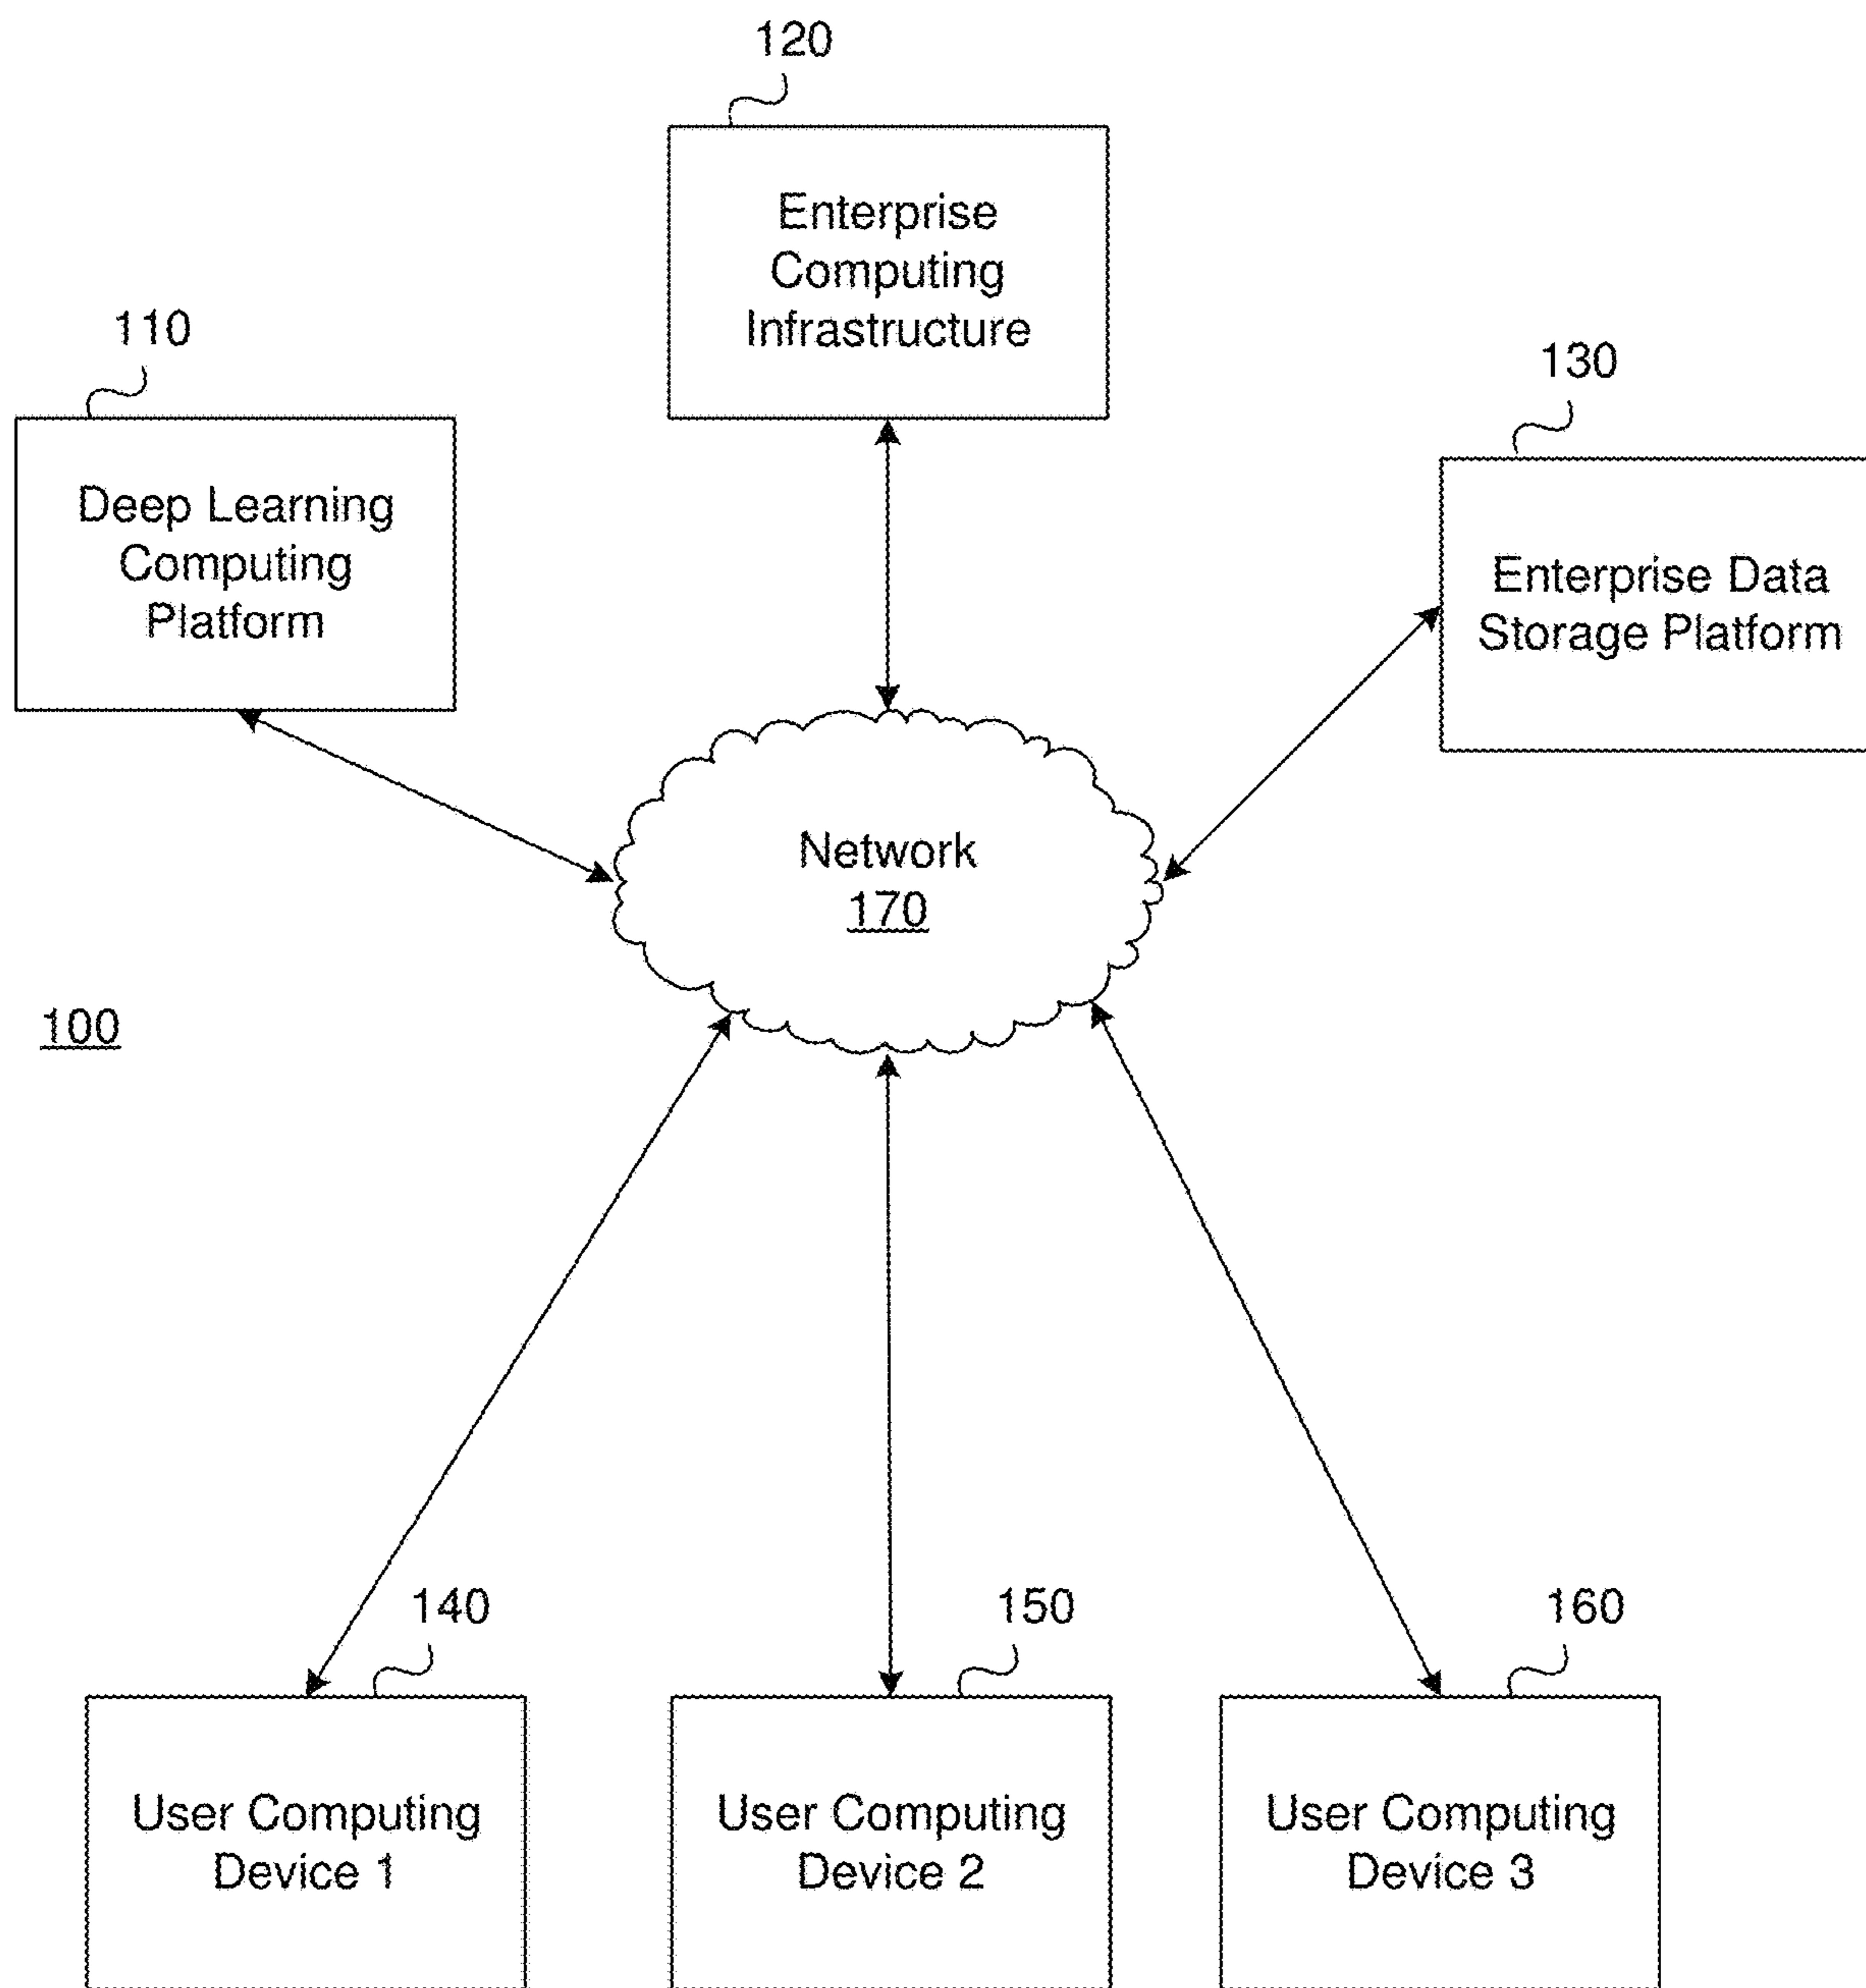 120
Enterprise
Computing
Infrastructure
110
Deep Learning
Computing
Platform
130
Enterprise Data
Storage Platform
Network
170
100
140
User Computing
Device 1
150
User Computing
Device 2
160
User Computing
Device 3